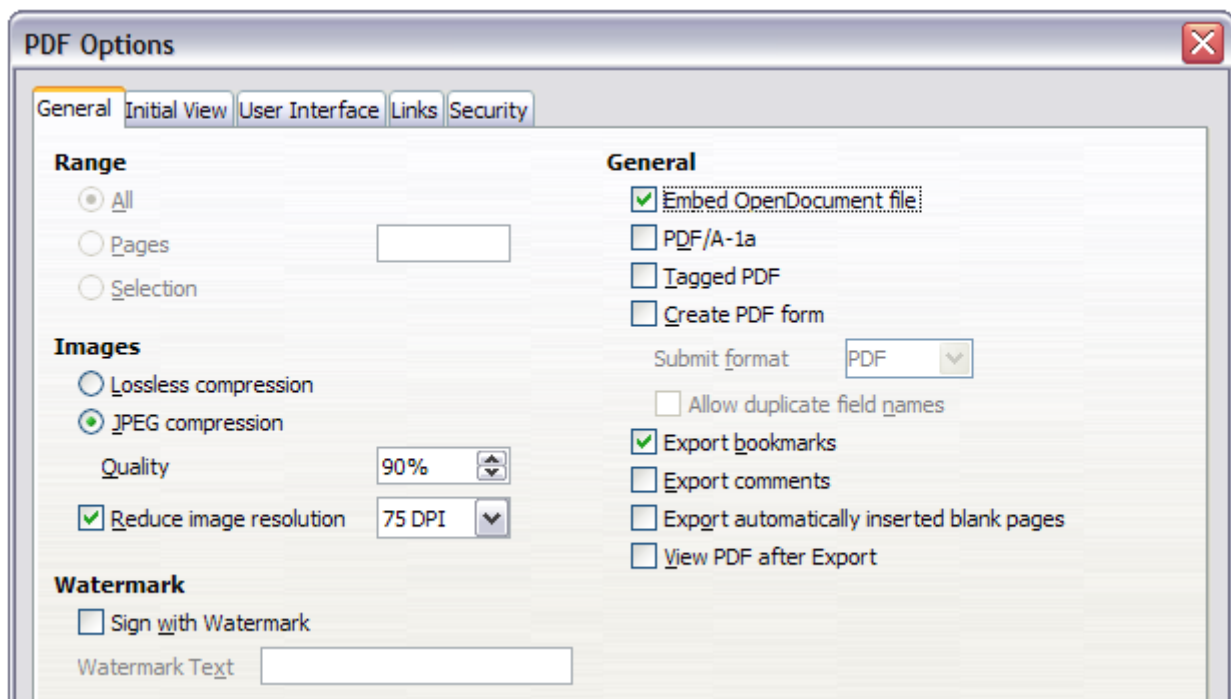 PDF Options
General Initial View User Interface Links Security
Range
All
Pages
Selection
Images
Lossless compression
JPEG compression
Quality 90%
Reduce image resolution 75 DPI
Watermark
Sign with Watermark
Watermark Text
General
Embed OpenDocument file
PDF/A-1a
Tagged PDF
Create PDF form
Submit format PDF
Allow duplicate field names
Export bookmarks
Export comments
Export automatically inserted blank pages
View PDF after Export